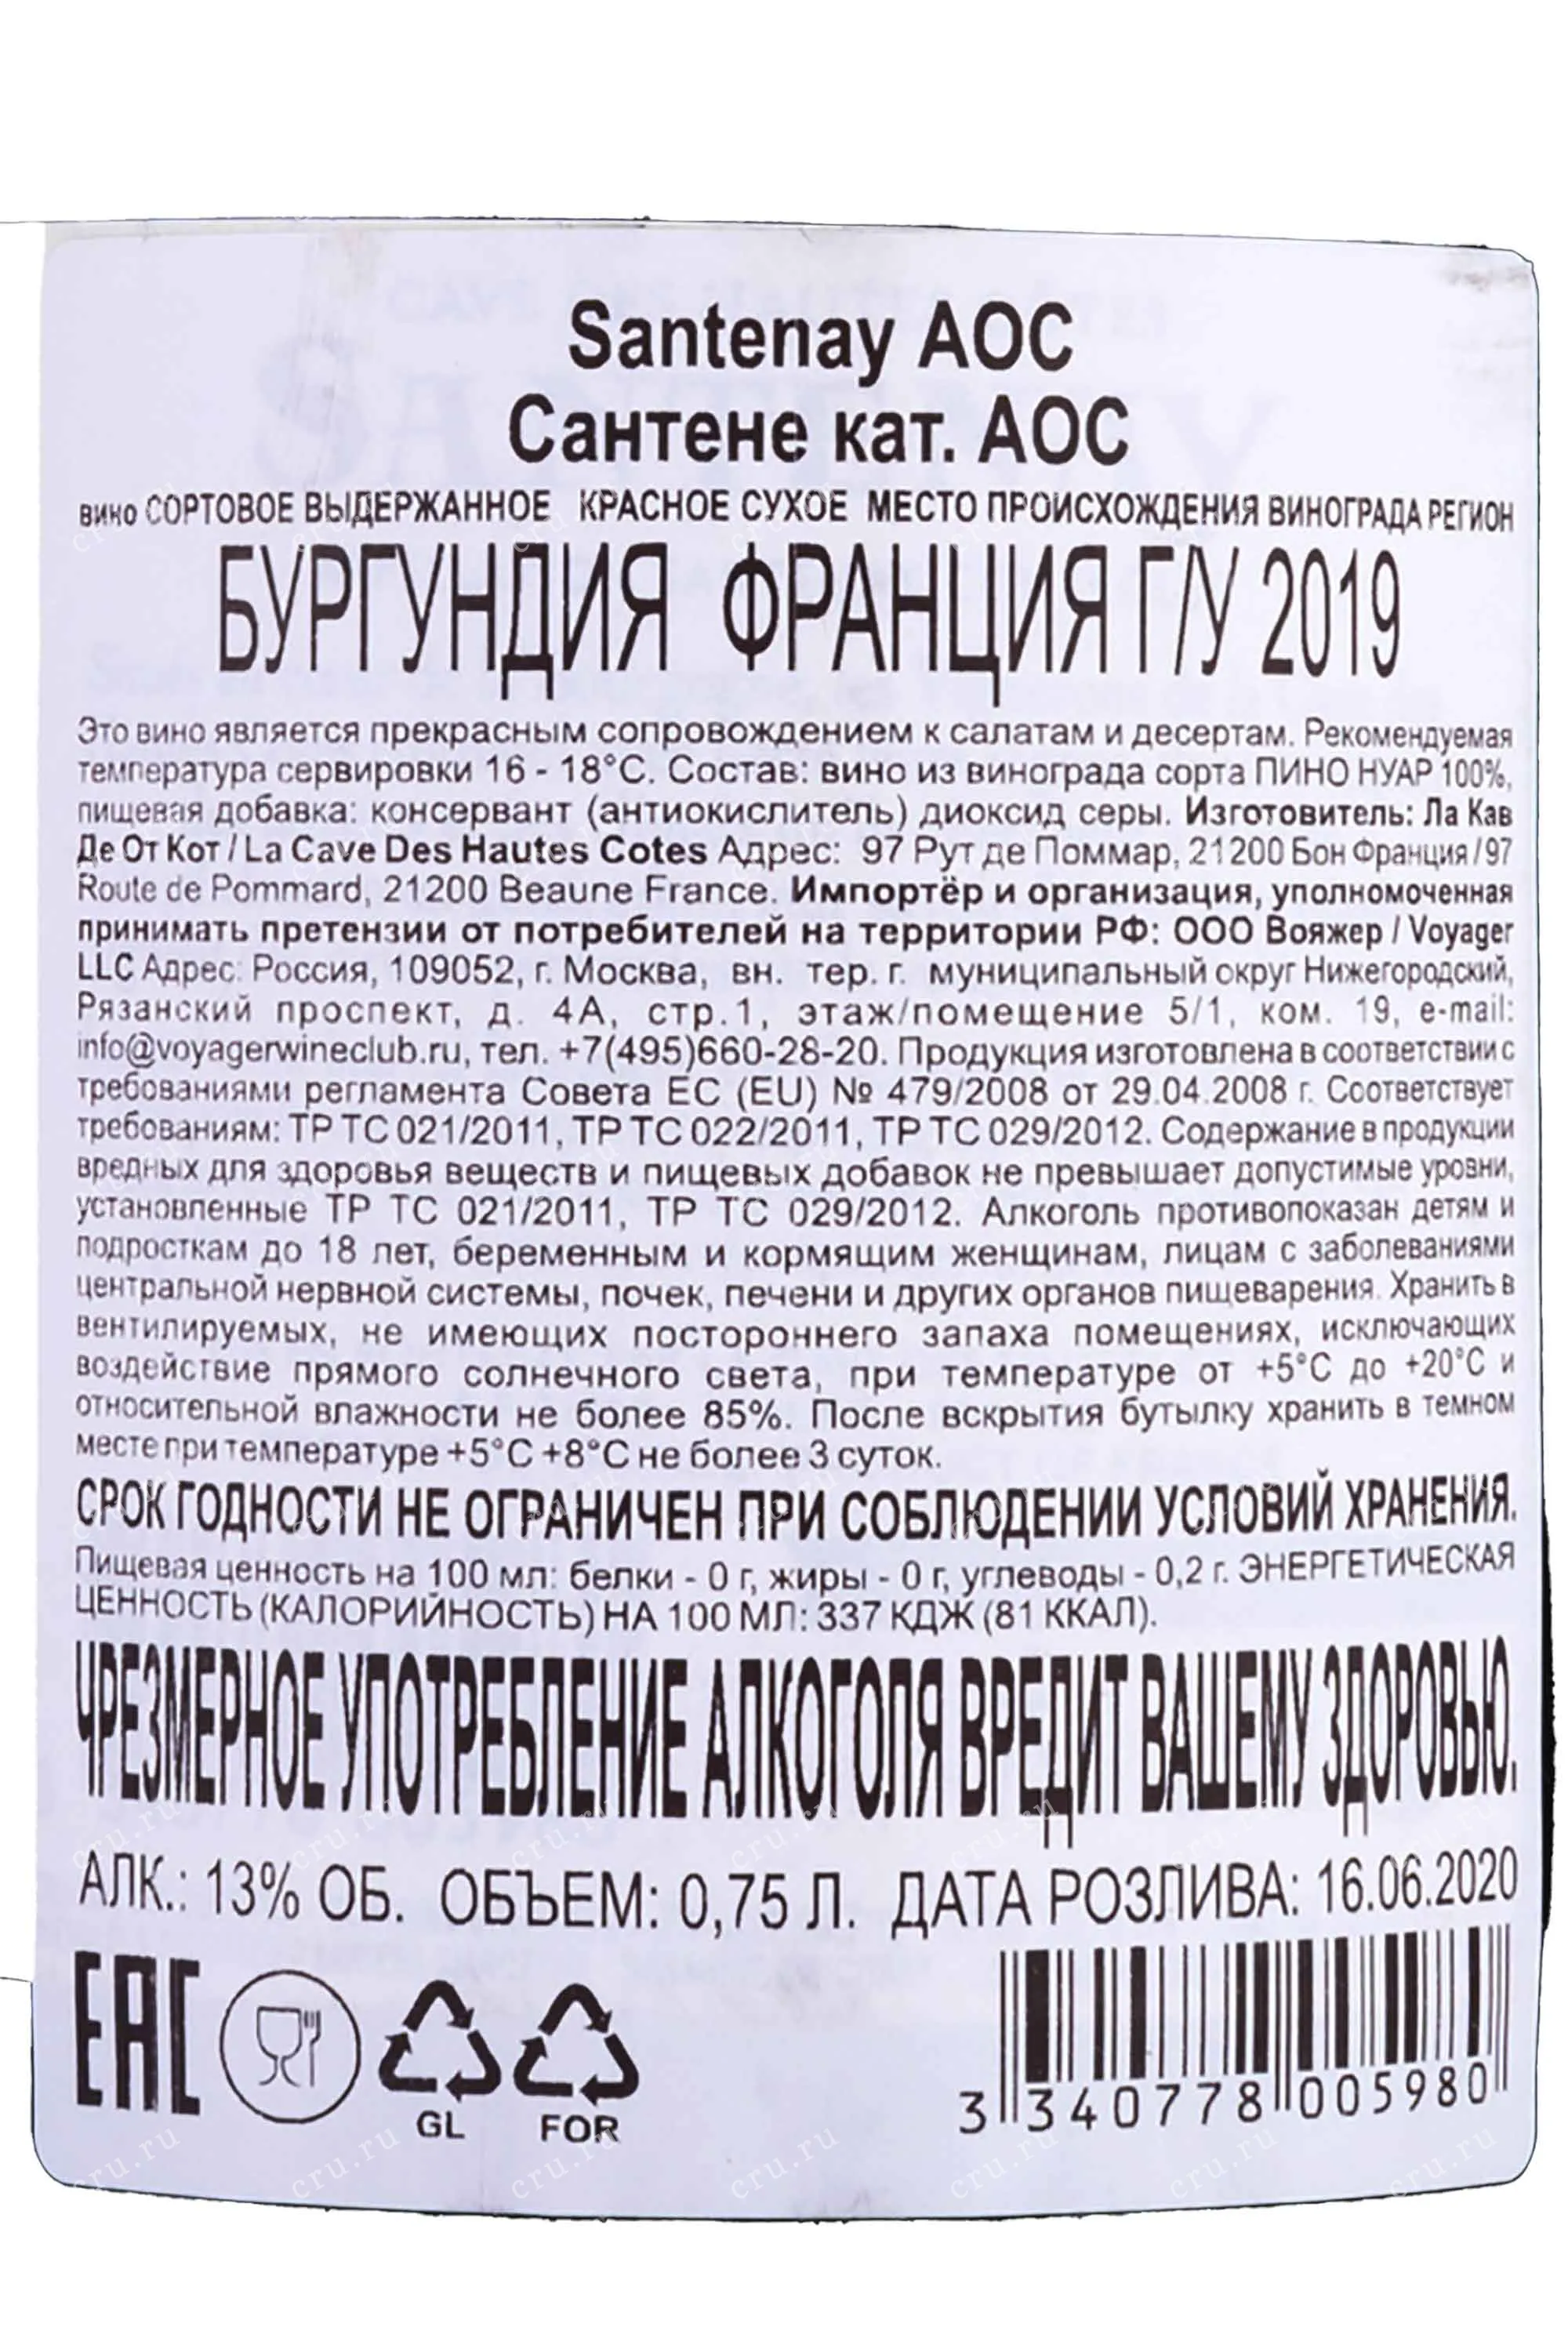 Santenay AOC
Сантене кат. АОС
вино СОРТОВОЕ ВЫДЕРЖАННОЕ КРАСНОЕ СУХОЕ МЕСТО ПРОИСХОЖДЕНИЯ ВИНОГРАДА РЕГИОН
БУРГУНДИЯ ФРАНЦИЯ Г/У 2019
Это вино является прекрасным сопровождением к салатам и десертам. Рекомендуемая
температура сервировки 16 - 18°С. Состав: вино из винограда сорта ПИНО НУАР 100%,
пищевая добавка: консервант (антиокислитель) диоксид серы. Изготовитель: Ла Кав
Де От Кот / La Cave Des Hautes Cotes Адрес: 97 Рут де Поммар, 21200 Бон Франция / 97
Route de Pommard, 21200 Beaune France. Импортёр и организация, уполномоченная
принимать претензии от потребителей на территории РФ: ООО Вояжер / Voyager
LLC Адрес: Россия, 109052, г. Москва, вн. тер. г. муниципальный округ Нижегородский,
Рязанский проспект, д. 4А, стр.1, этаж/помещение 5/1, ком. 19, e-mail:
info@voyagerwineclub.ru, тел. +7(495)660-28-20. Продукция изготовлена в соответствии с
требованиями регламента Совета ЕС (EU) № 479/2008 от 29.04.2008 г. Соответствует
требованиям: ТР ТС 021/2011, ТР ТС 022/2011, ТР ТС 029/2012. Содержание в продукции
вредных для здоровья веществ и пищевых добавок не превышает допустимые уровни,
установленные ТР ТС 021/2011, ТР ТС 029/2012. Алкоголь противопоказан детям и
подросткам до 18 лет, беременным и кормящим женщинам, лицам с заболеваниями
центральной нервной системы, почек, печени и других органов пищеварения. Хранить в
вентилируемых, не имеющих постороннего запаха помещениях, исключающих
воздействие прямого солнечного света, при температуре от +5°С до +20°С и
относительной влажности не более 85%. После вскрытия бутылку хранить в темном
месте при температуре +5°С +8°С не более 3 суток.
СРОК ГОДНОСТИ НЕ ОГРАНИЧЕН ПРИ СОБЛЮДЕНИИ УСЛОВИЙ ХРАНЕНИЯ.
Пищевая ценность на 100 мл: белки - 0 г, жиры - 0 г, углеводы - 0,2 г. ЭНЕРГЕТИЧЕСКАЯ
ЦЕННОСТЬ (КАЛОРИЙНОСТЬ) НА 100 МЛ: 337 КДЖ (81 ККАЛ).
ЧРЕЗМЕРНОЕ УПОТРЕБЛЕНИЕ АЛКОГОЛЯ ВРЕДИТ ВАШЕМУ ЗДОРОВЬЮ.
АЛК.: 13% ОБ. ОБЪЕМ: 0,75 Л. ДАТА РОЗЛИВА: 16.06.2020
EAC
GL FOR
3 340778 005980
cru.ru